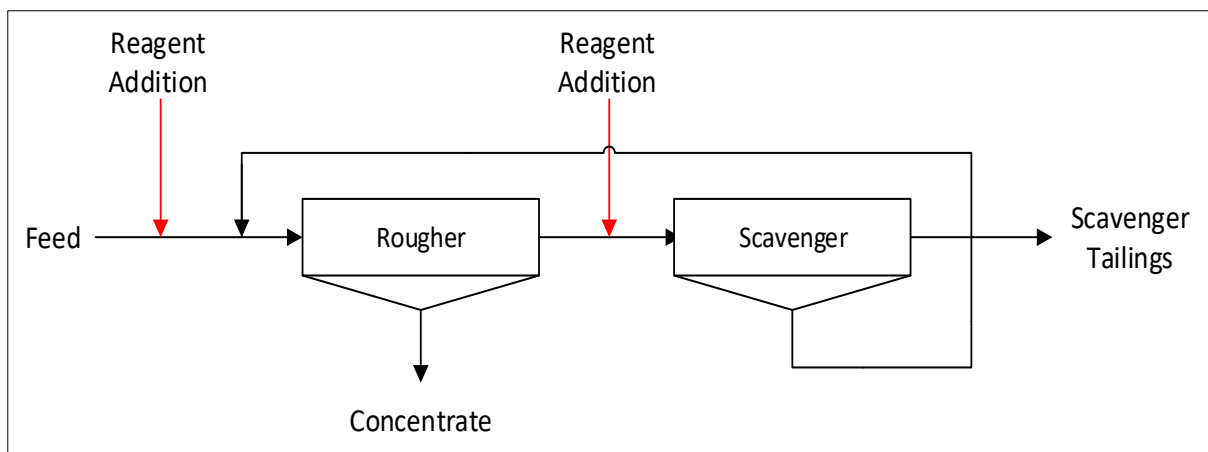 Reagent
Addition
Reagent
Addition
Feed
Rougher
Scavenger
Scavenger
Tailings
Concentrate